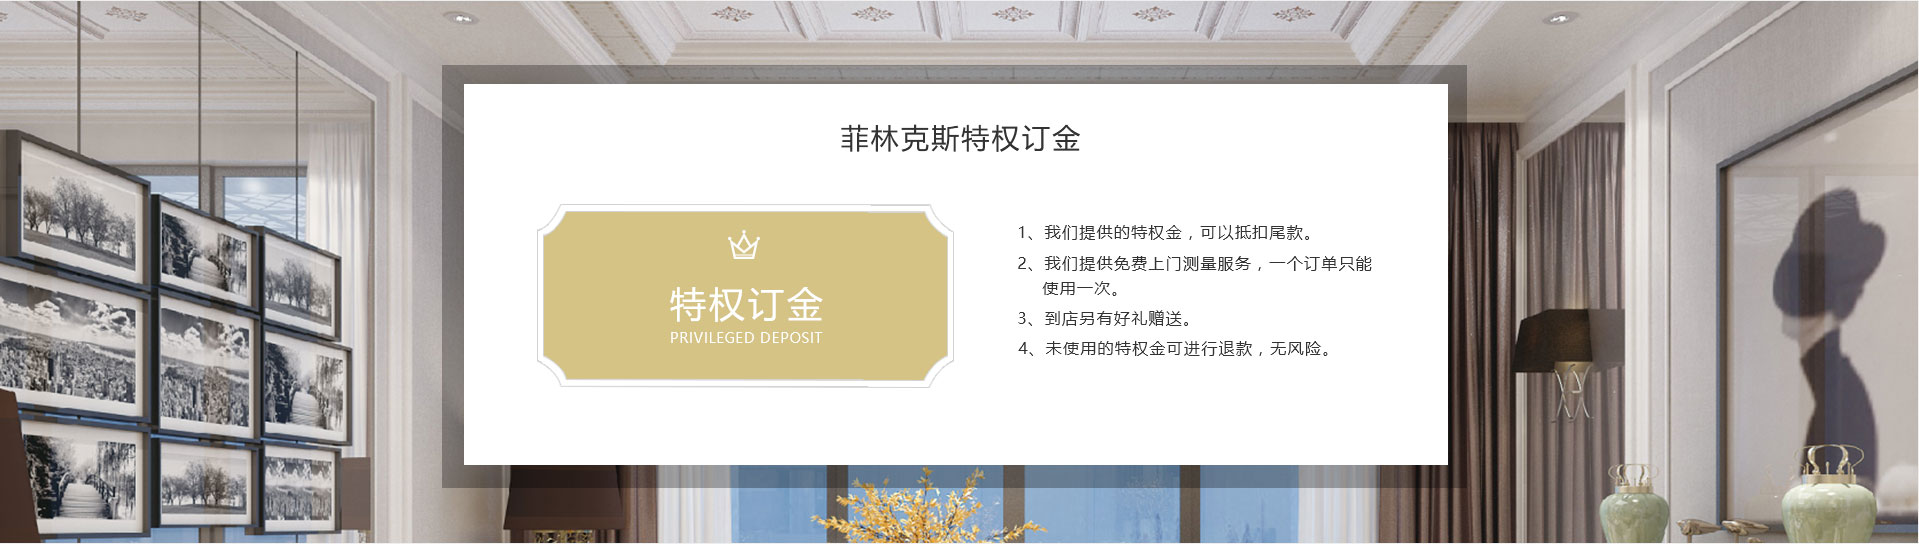 菲林克斯特权订金
特权订金
PRIVILEGED DEPOSIT
1、我们提供的特权金，可以抵扣尾款。
2、我们提供免费上门测量服务，一个订单只能
使用一次。
3、到店另有好礼赠送。
4、未使用的特权金可进行退款，无风险。